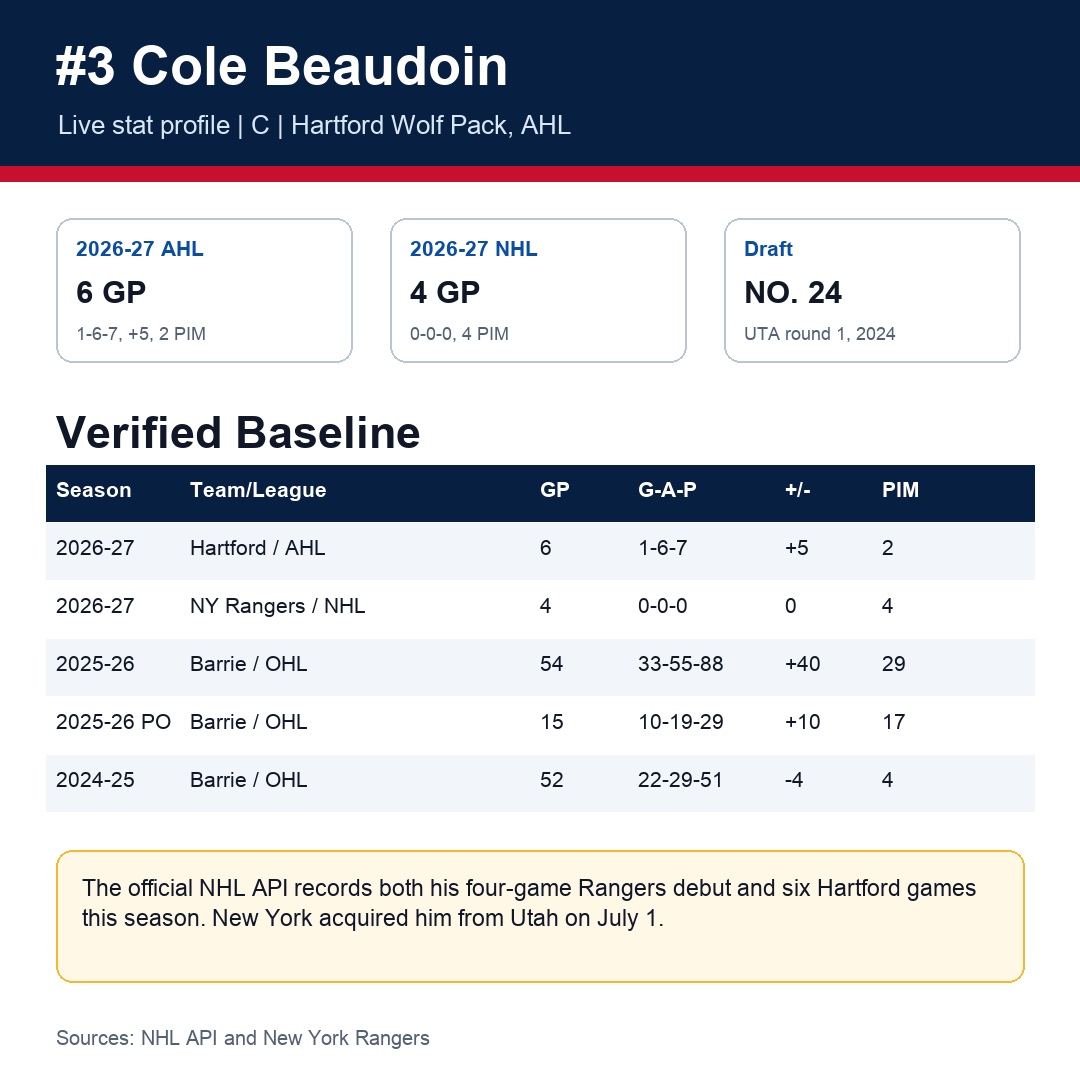 #3 Cole Beaudoin
Live stat profile | C | Hartford Wolf Pack, AHL
2026-27 AHL
6 GP
1-6-7, +5, 2 PIM
2026-27 NHL
4 GP
0-0-0, 4 PIM
Draft
NO. 24
UTA round 1, 2024
Verified Baseline
Season Team/League GP G-A-P +/- PIM
2026-27 Hartford / AHL 6 1-6-7 +5 2
2026-27 NY Rangers / NHL 4 0-0-0 0 4
2025-26 Barrie / OHL 54 33-55-88 +40 29
2025-26 PO Barrie / OHL 15 10-19-29 +10 17
2024-25 Barrie / OHL 52 22-29-51 -4 4
The official NHL API records both his four-game Rangers debut and six Hartford games
this season. New York acquired him from Utah on July 1.
Sources: NHL API and New York Rangers